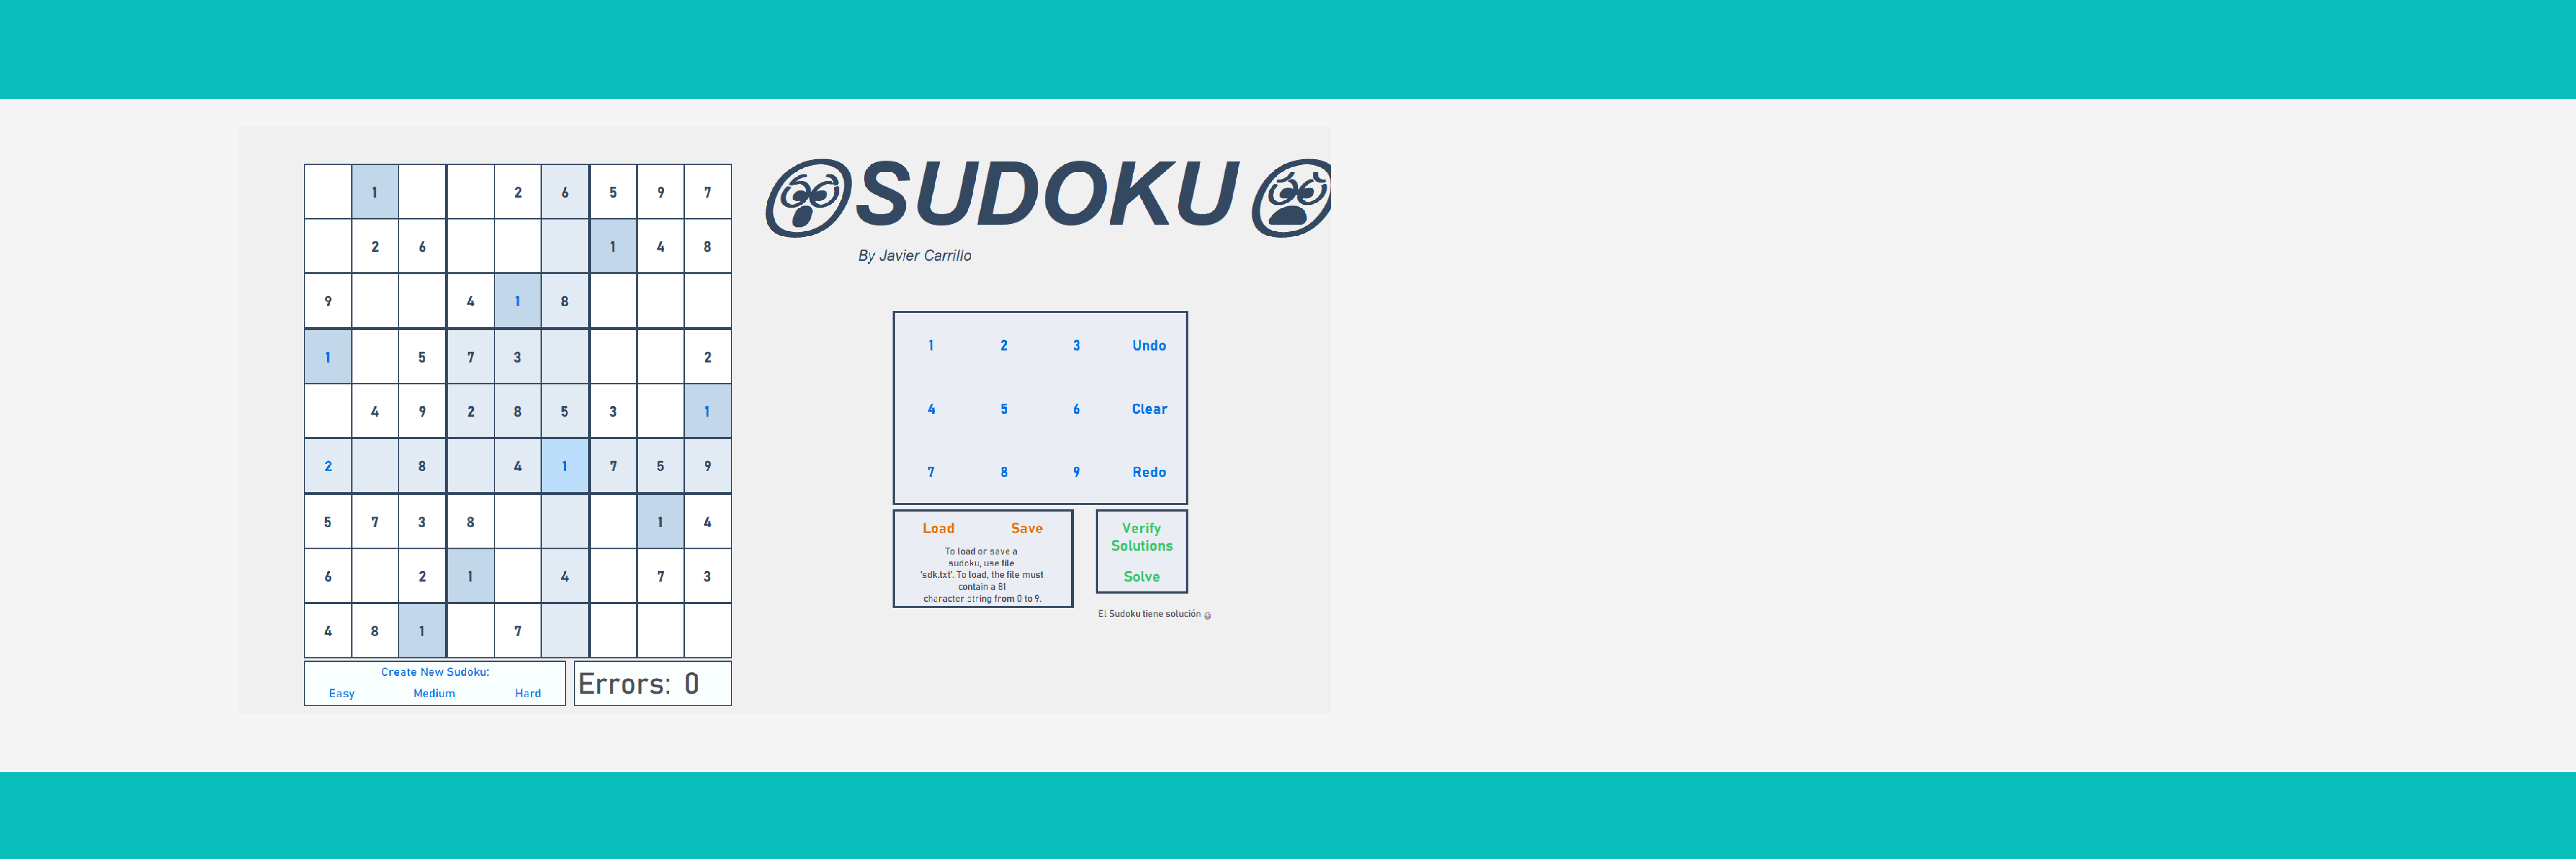 SUDOKU
By Javier Carrillo
1 2 6 5 9 7
2 6 1 4 8
9 4 1 8
1 5 7 3 2
4 9 2 8 5 3 1
2 8 4 1 7 5 9
5 7 3 8 1 4
6 2 1 4 7 3
4 8 1 7
Create New Sudoku:
Easy Medium Hard
Errors: 0
1 2 3 Undo
4 5 6 Clear
7 8 9 Redo
Load Save
To load or save a
sudoku, use file
'sdk.txt'. To load, the file must
contain a 81
character string from 0 to 9.
Verify
Solutions
Solve
El Sudoku tiene solución